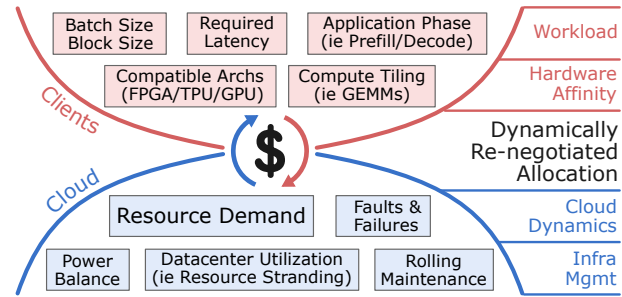 Batch Size
Block Size
Required
Latency
Application Phase
(ie Prefill/Decode)
Workload
Compatible Archs
(FPGA/TPU/GPU)
Compute Tiling
(ie GEMMs)
Hardware
Affinity
Clients
$
Dynamically
Re-negotiated
Allocation
Cloud
Resource Demand
Faults &
Failures
Cloud
Dynamics
Power
Balance
Datacenter Utilization
(ie Resource Stranding)
Rolling
Maintenance
Infra
Mgmt